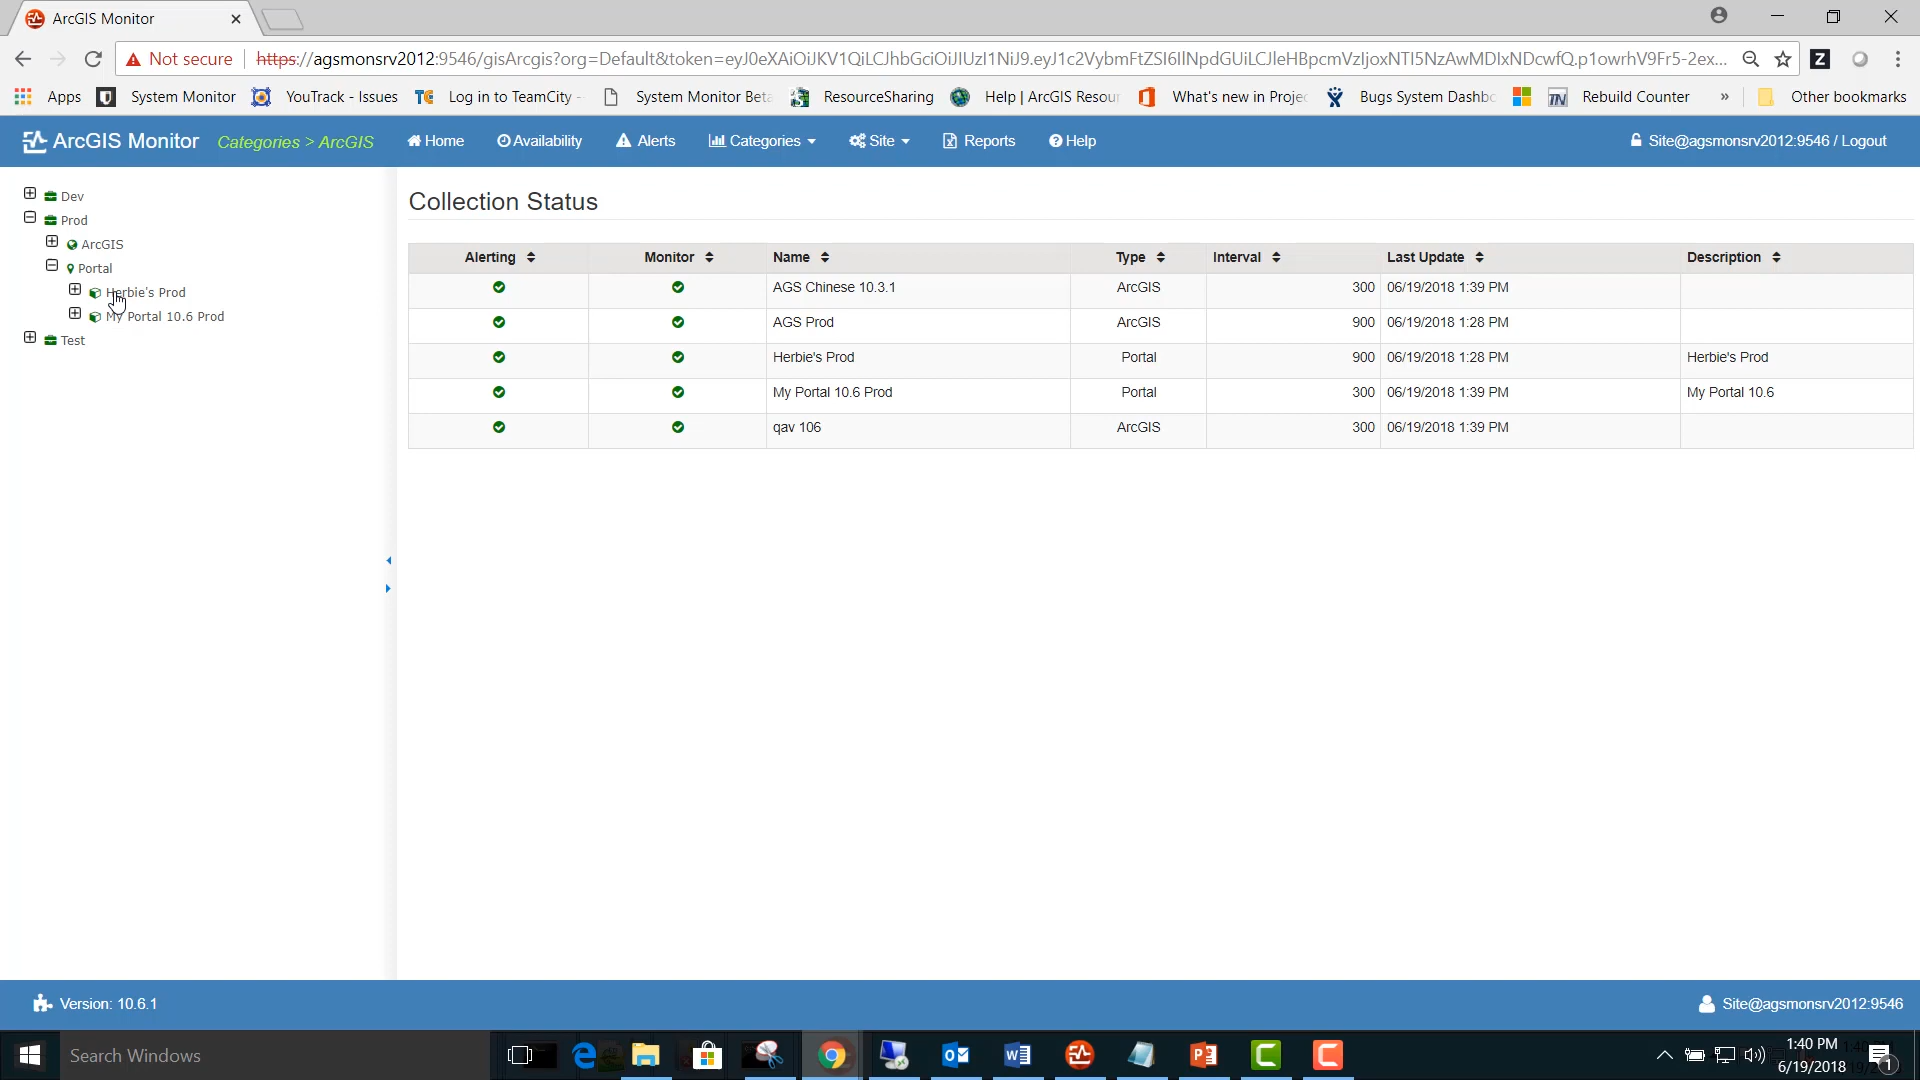 ArcGIS Monitor
Not secure https://agsmonsrv2012:9546/gisArcgis?org=Default&token=
Apps System Monitor YouTrack - Issues Log in to TeamCity - System Monitor Beta ResourceSharing Help | ArcGIS Resour What's new in Projec Bugs System Dashbo Rebuild Counter » Other bookmarks
ArcGIS Monitor Categories > ArcGIS Home Availability Alerts Categories Site Reports Help Site@agsmonsrv2012:9546 / Logout
Dev
Prod
ArcGIS
Portal
Herbie's Prod
My Portal 10.6 Prod
Test
Collection Status
Alerting Monitor Name Type Interval Last Update Description
AGS Chinese 10.3.1 ArcGIS 300 06/19/2018 1:39 PM
AGS Prod ArcGIS 900 06/19/2018 1:28 PM
Herbie's Prod Portal 900 06/19/2018 1:28 PM Herbie's Prod
My Portal 10.6 Prod Portal 300 06/19/2018 1:39 PM My Portal 10.6
qav 106 ArcGIS 300 06/19/2018 1:39 PM
Version: 10.6.1 Site@agsmonsrv2012:9546
Search Windows
1:40 PM
6/19/2018
1